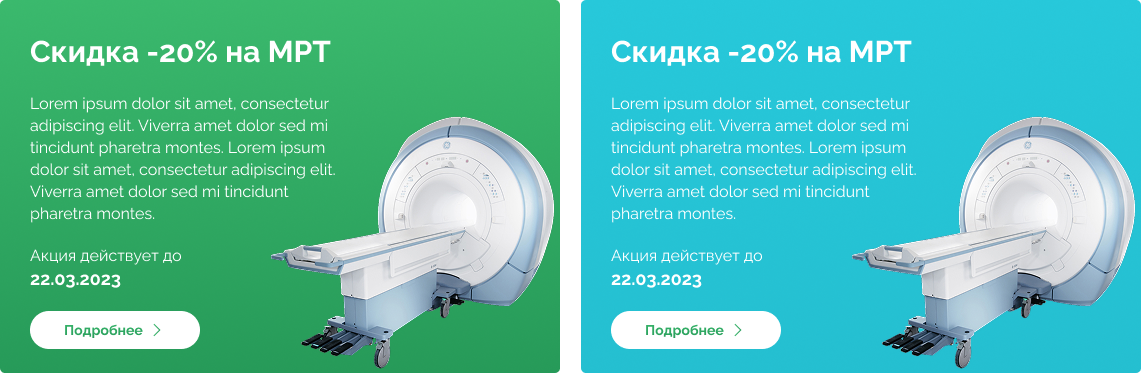 Скидка -20% на МРТ
Lorem ipsum dolor sit amet, consectetur
adipiscing elit. Viverra amet dolor sed mi
tincidunt pharetra montes. Lorem ipsum
dolor sit amet, consectetur adipiscing elit.
Viverra amet dolor sed mi tincidunt
pharetra montes.
Акция действует до
22.03.2023
Подробнее
Скидка -20% на МРТ
Lorem ipsum dolor sit amet, consectetur
adipiscing elit. Viverra amet dolor sed mi
tincidunt pharetra montes. Lorem ipsum
dolor sit amet, consectetur adipiscing elit.
Viverra amet dolor sed mi tincidunt
pharetra montes.
Акция действует до
22.03.2023
Подробнее